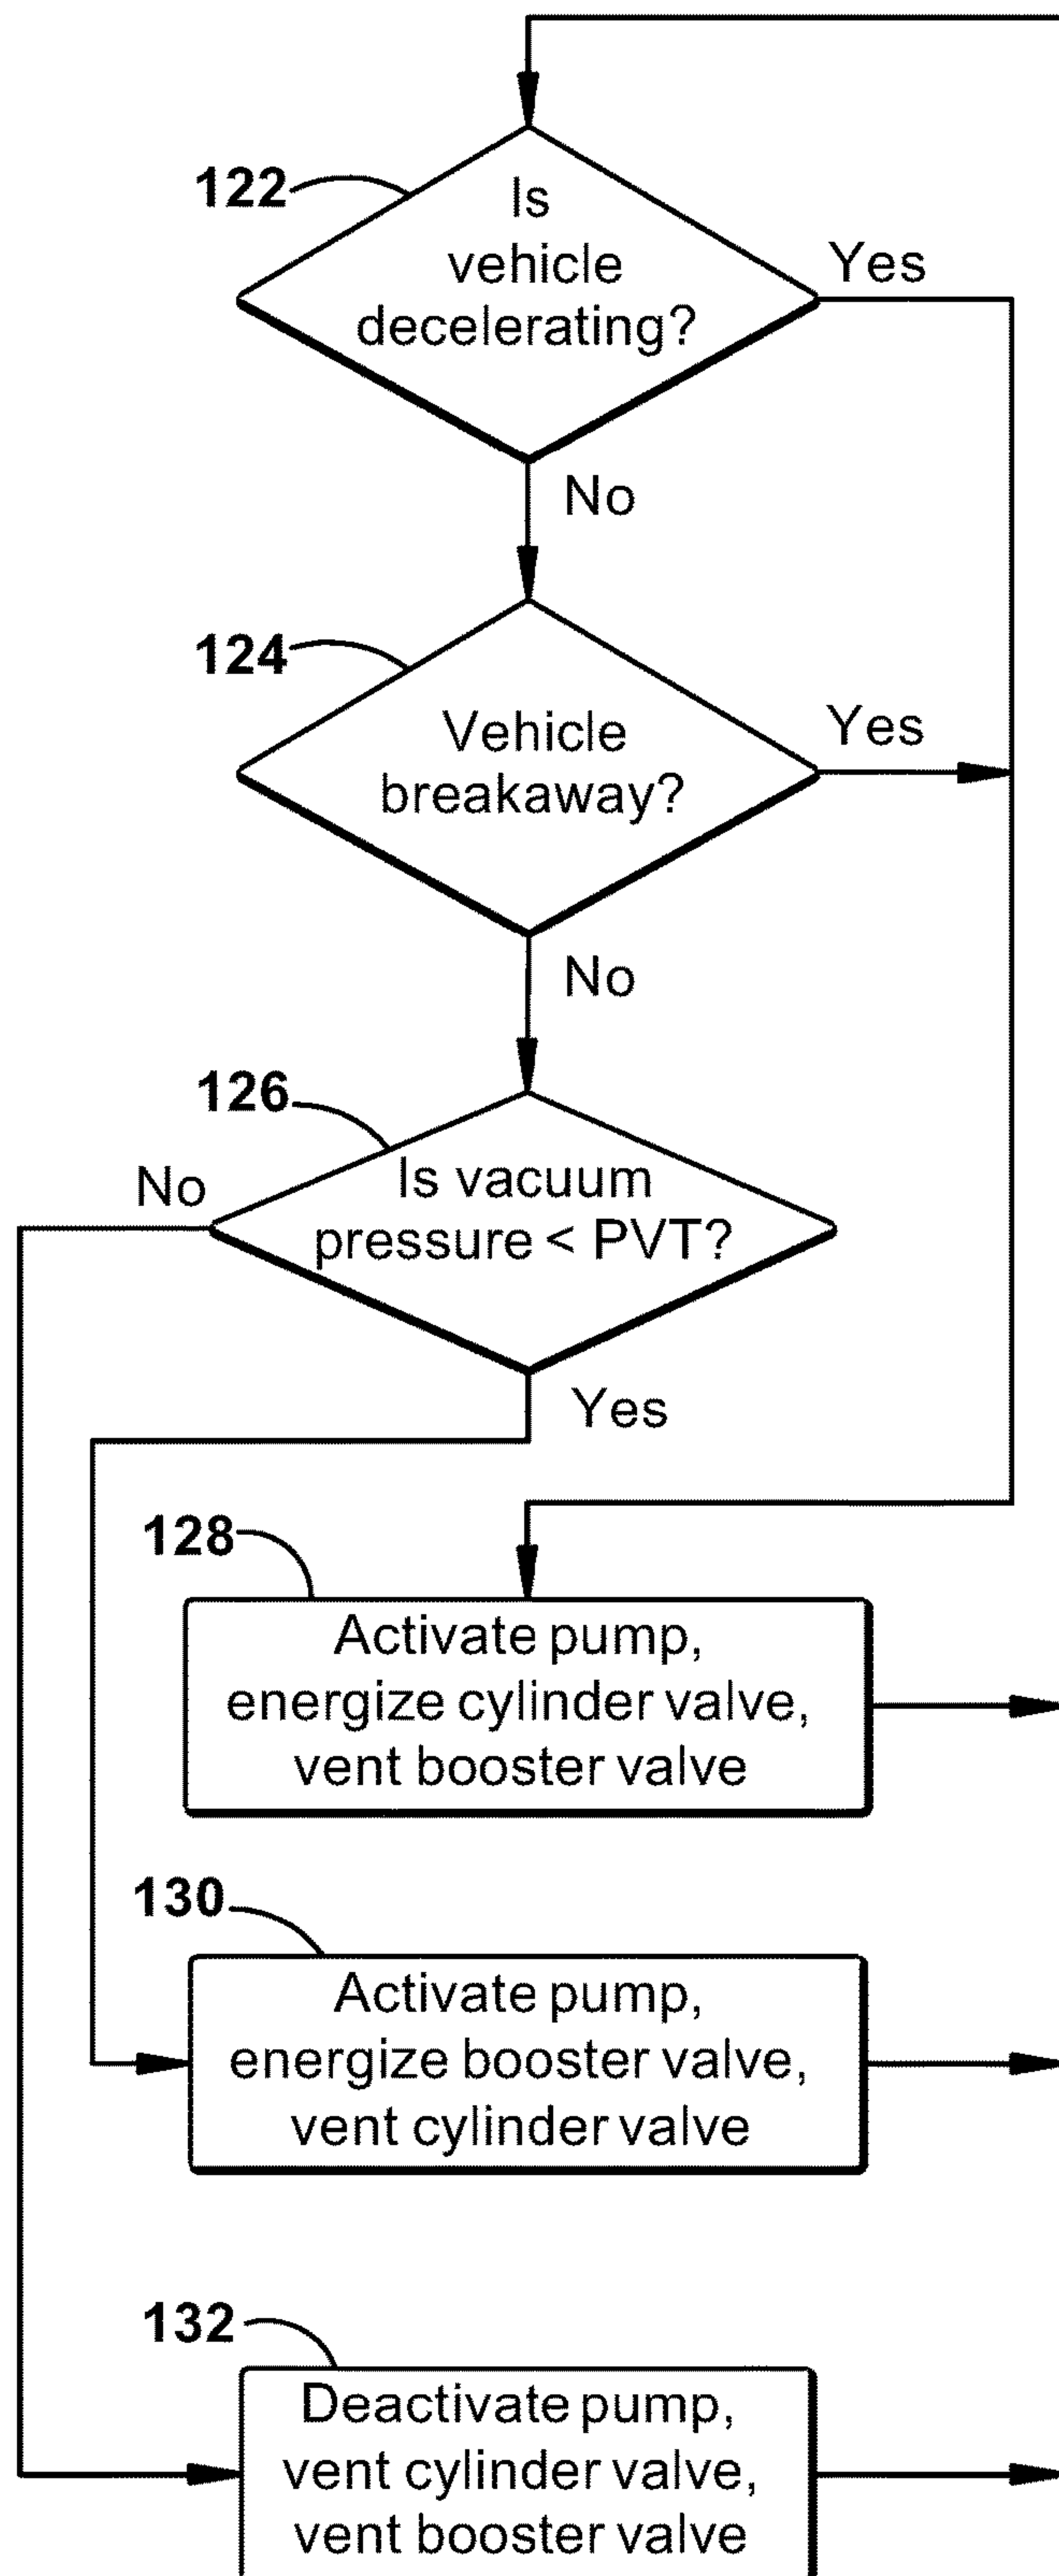 122
Is
vehicle
decelerating?
Yes
No
124
Vehicle
breakaway?
Yes
No
126
No
Is vacuum
pressure < PVT?
Yes
128
Activate pump,
energize cylinder valve,
vent booster valve
130
Activate pump,
energize booster valve,
vent cylinder valve
132
Deactivate pump,
vent cylinder valve,
vent booster valve